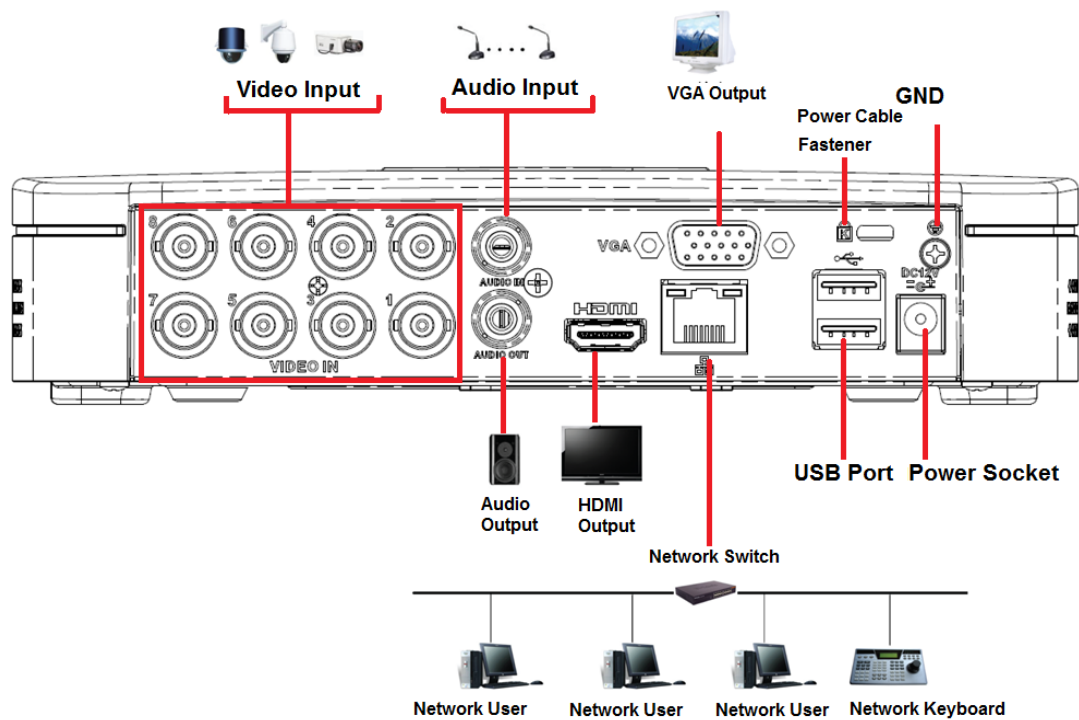 Video Input
Audio Input
VGA Output
GND
Power Cable
Fastener
8
6
4
2
VGA
AUDIO IN
DC12V
HDMI
7
5
3
1
VIDEO IN
AUDIO OUT
USB Port
Power Socket
Audio
Output
HDMI
Output
Network Switch
Network User
Network User
Network User
Network Keyboard